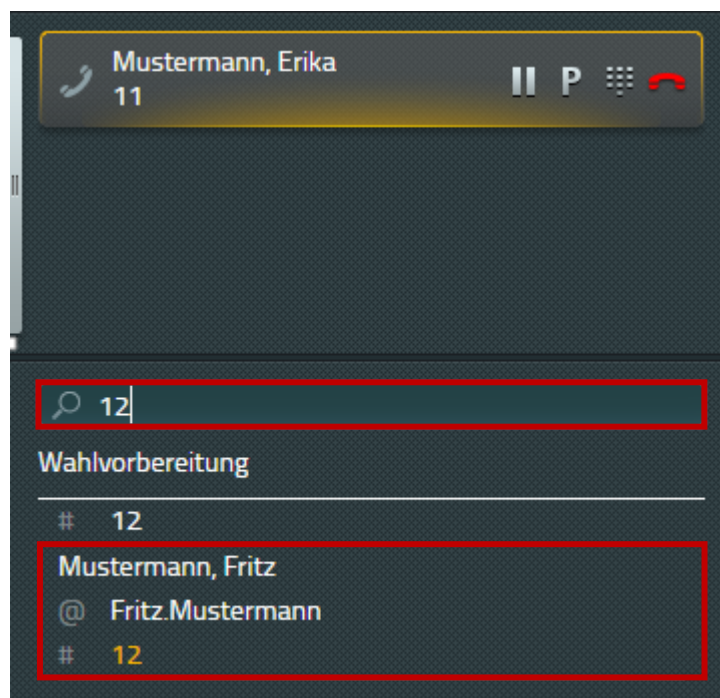 Mustermann, Erika
11
P
12
Wahlvorbereitung
# 12
Mustermann, Fritz
@ Fritz.Mustermann
# 12